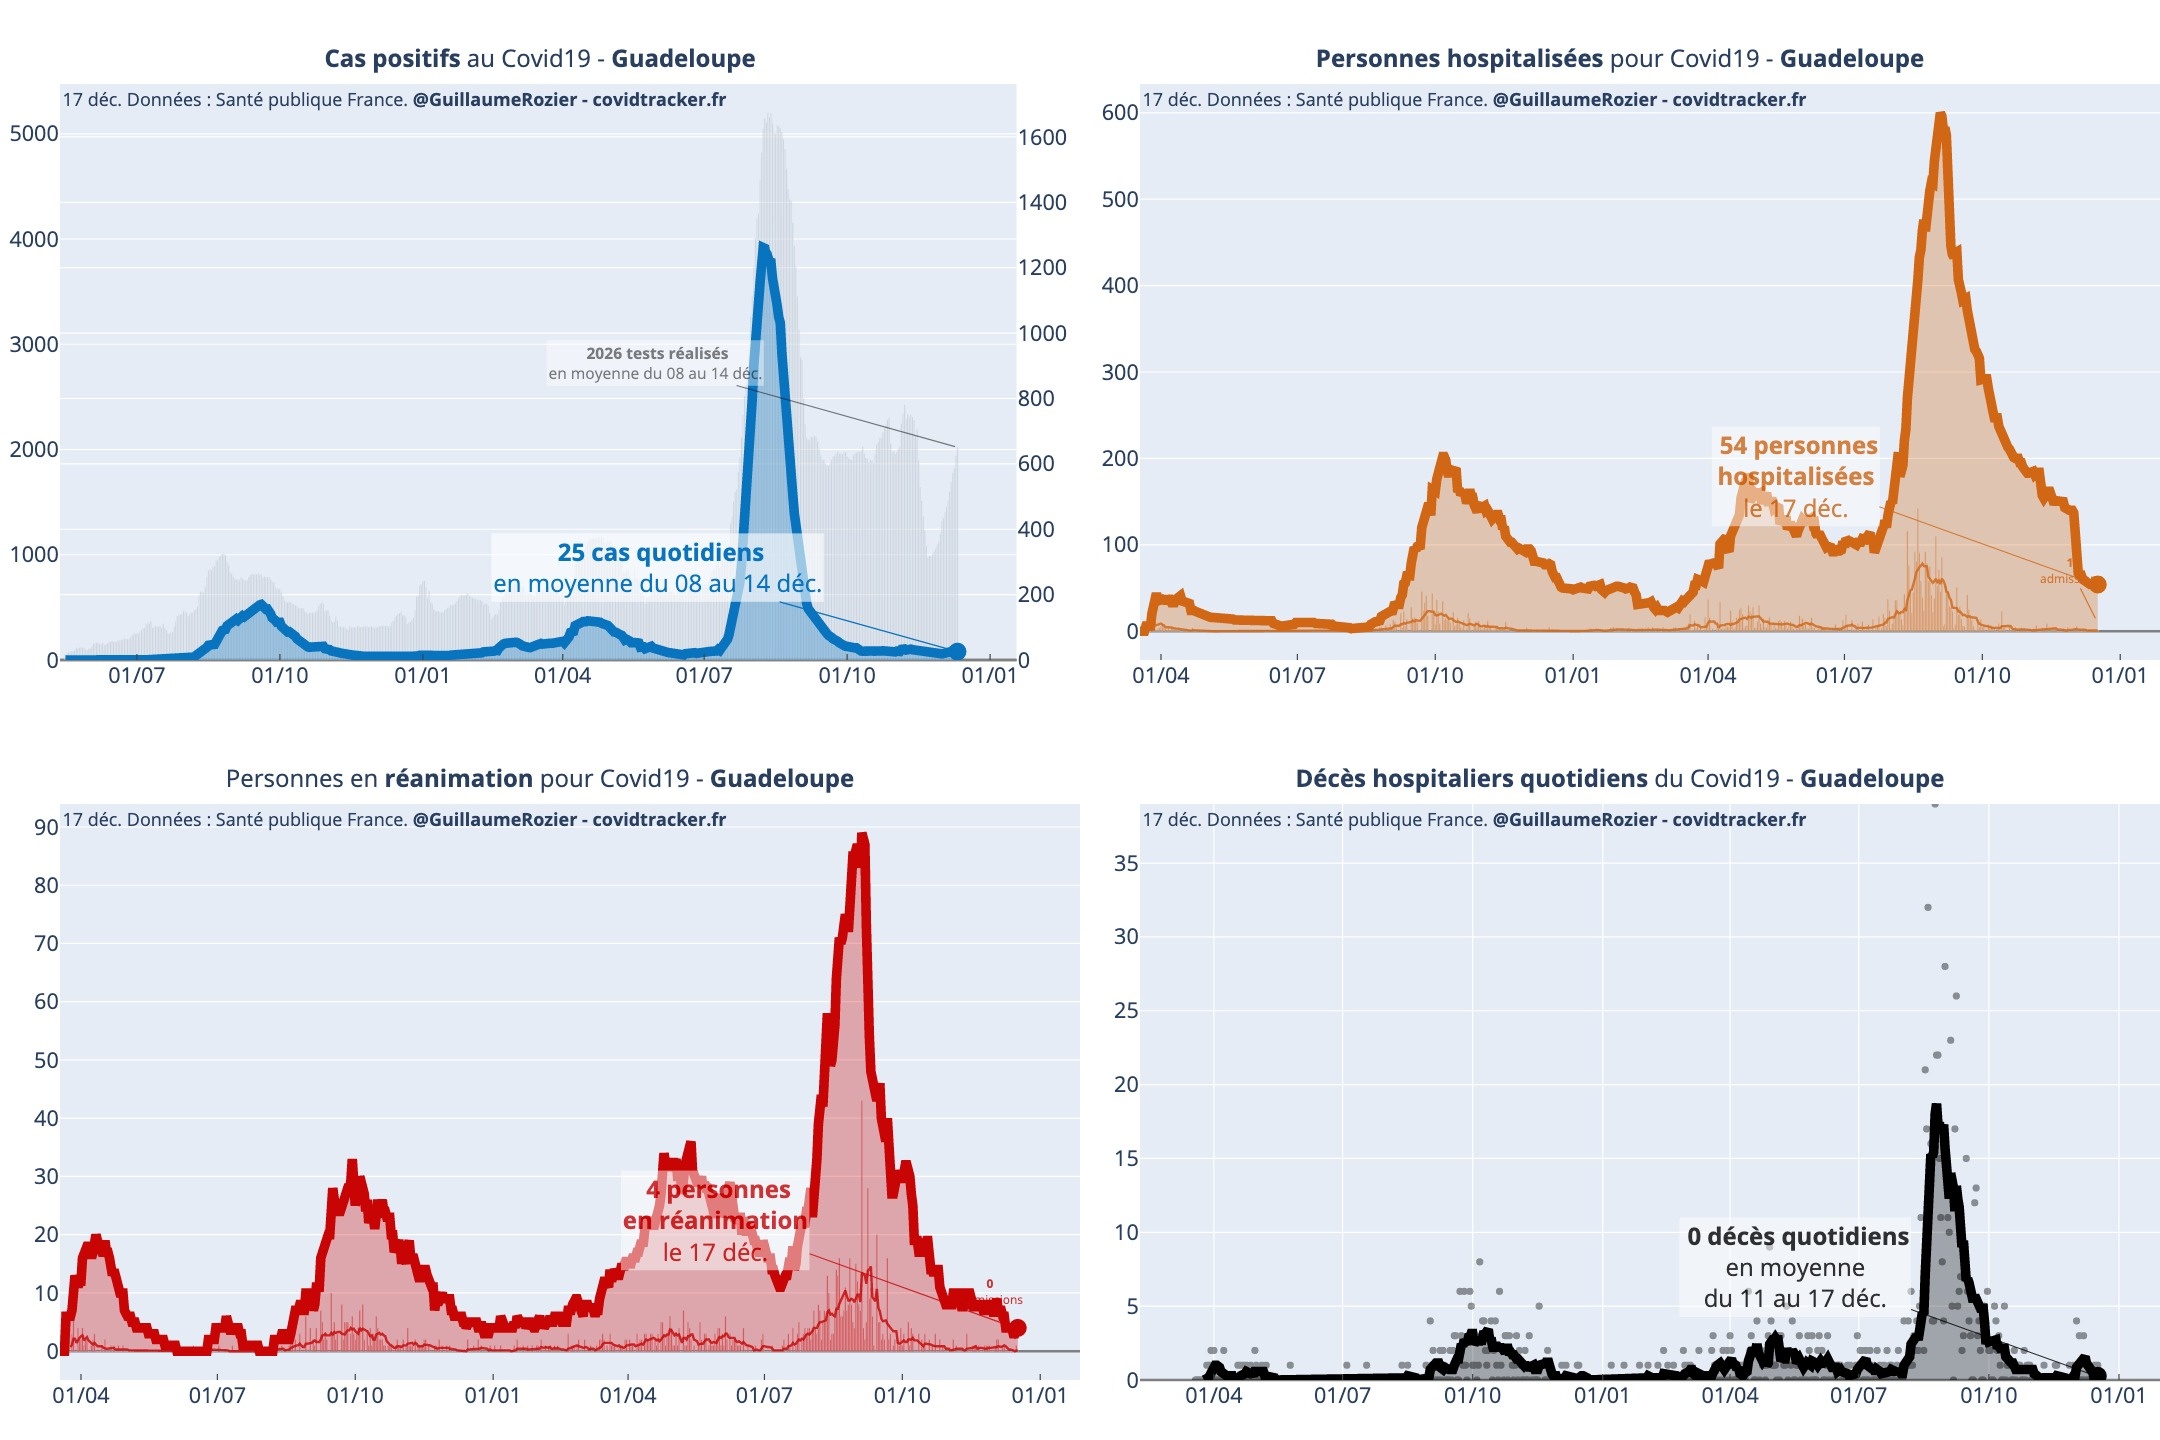 Cas positifs au Covid19 - Guadeloupe
17 déc. Données : Santé publique France. @GuillaumeRozier - covidtracker.fr
5000
4000
3000
2000
1000
0
1600
1400
1200
1000
800
600
400
200
0
2026 tests réalisés
en moyenne du 08 au 14 déc.
25 cas quotidiens
en moyenne du 08 au 14 déc.
01/07 01/10 01/01 01/04 01/07 01/10 01/01
Personnes hospitalisées pour Covid19 - Guadeloupe
17 déc. Données : Santé publique France. @GuillaumeRozier - covidtracker.fr
600
500
400
300
200
100
0
54 personnes
hospitalisées
le 17 déc.
01/04 01/07 01/10 01/01 01/04 01/07 01/10 01/01
Personnes en réanimation pour Covid19 - Guadeloupe
17 déc. Données : Santé publique France. @GuillaumeRozier - covidtracker.fr
90
80
70
60
50
40
30
20
10
0
4 personnes
en réanimation
le 17 déc.
0
01/04 01/07 01/10 01/01 01/04 01/07 01/10 01/01
Décès hospitaliers quotidiens du Covid19 - Guadeloupe
17 déc. Données : Santé publique France. @GuillaumeRozier - covidtracker.fr
35
30
25
20
15
10
5
0
0 décès quotidiens
en moyenne
du 11 au 17 déc.
01/04 01/07 01/10 01/01 01/04 01/07 01/10 01/01